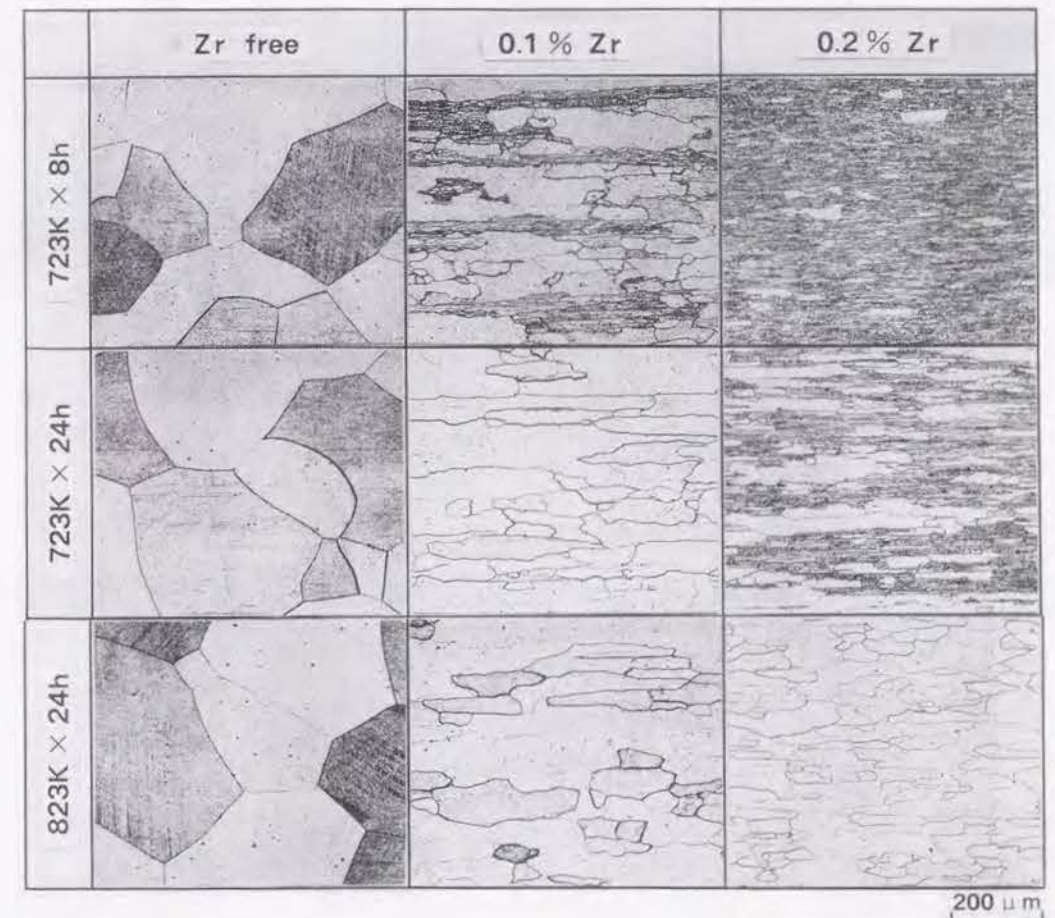 Zr free
0.1 % Zr
0.2 % Zr
723K × 8h
723K × 24h
823K × 24h
200 μm